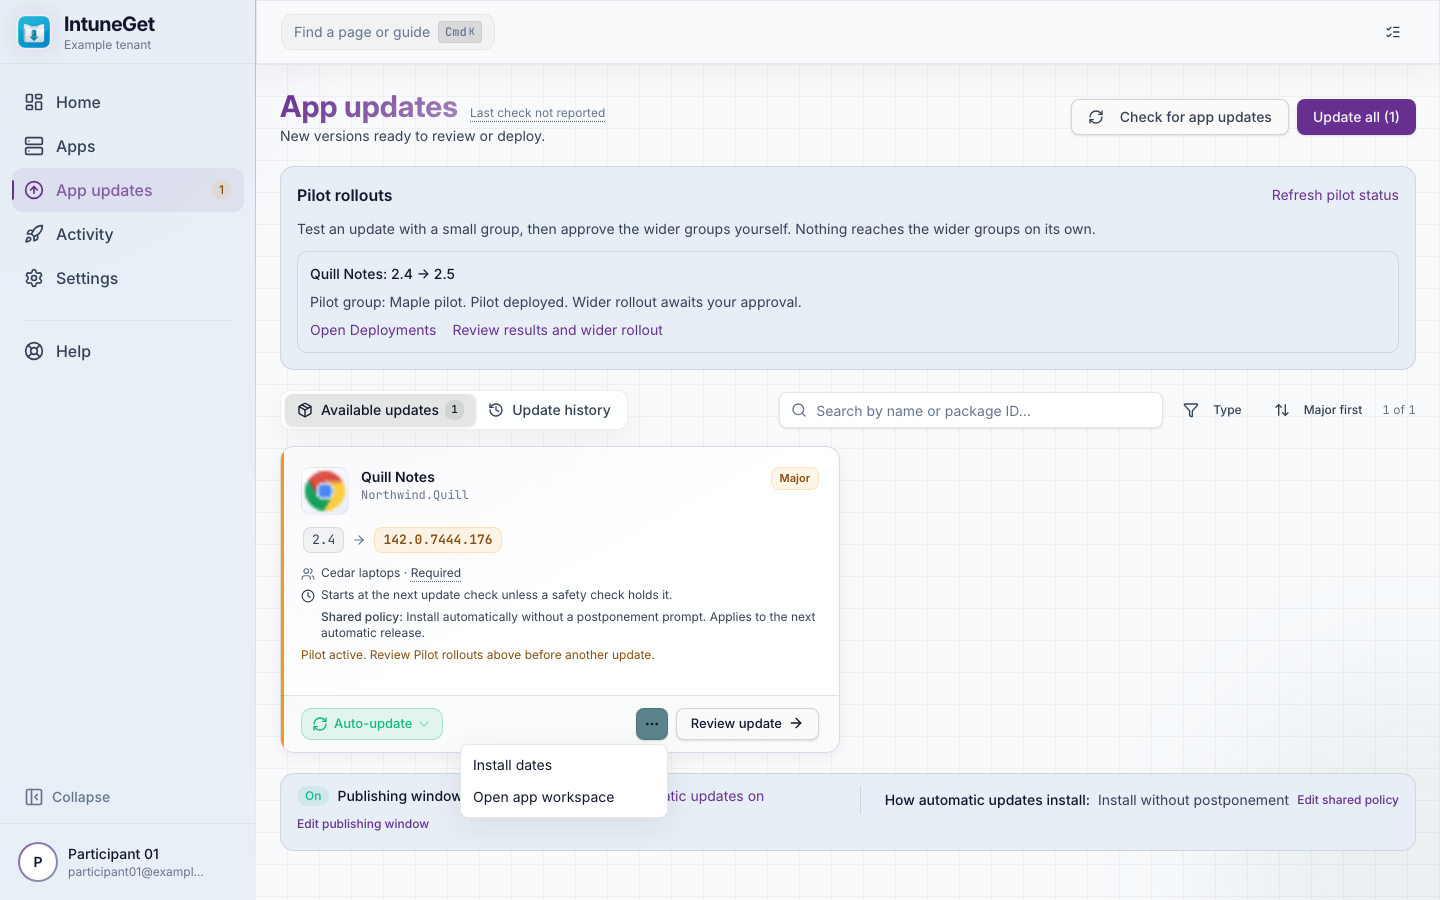 IntuneGet
Example tenant
Find a page or guide Cmd K
Home
Apps
App updates 1
Activity
Settings
Help
Collapse
P
Participant 01
participant01@exampl...
App updates Last check not reported
New versions ready to review or deploy.
Check for app updates
Update all (1)
Pilot rollouts
Refresh pilot status
Test an update with a small group, then approve the wider groups yourself. Nothing reaches the wider groups on its own.
Quill Notes: 2.4 → 2.5
Pilot group: Maple pilot. Pilot deployed. Wider rollout awaits your approval.
Open Deployments Review results and wider rollout
Available updates 1 Update history
Search by name or package ID...
Type
Major first
1 of 1
Quill Notes
Northwind.Quill
Major
2.4 → 142.0.7444.176
Cedar laptops · Required
Starts at the next update check unless a safety check holds it.
Shared policy: Install automatically without a postponement prompt. Applies to the next
automatic release.
Pilot active. Review Pilot rollouts above before another update.
Auto-update
Review update →
Install dates
Open app workspace
On Publishing window updates on
Edit publishing window
How automatic updates install: Install without postponement Edit shared policy